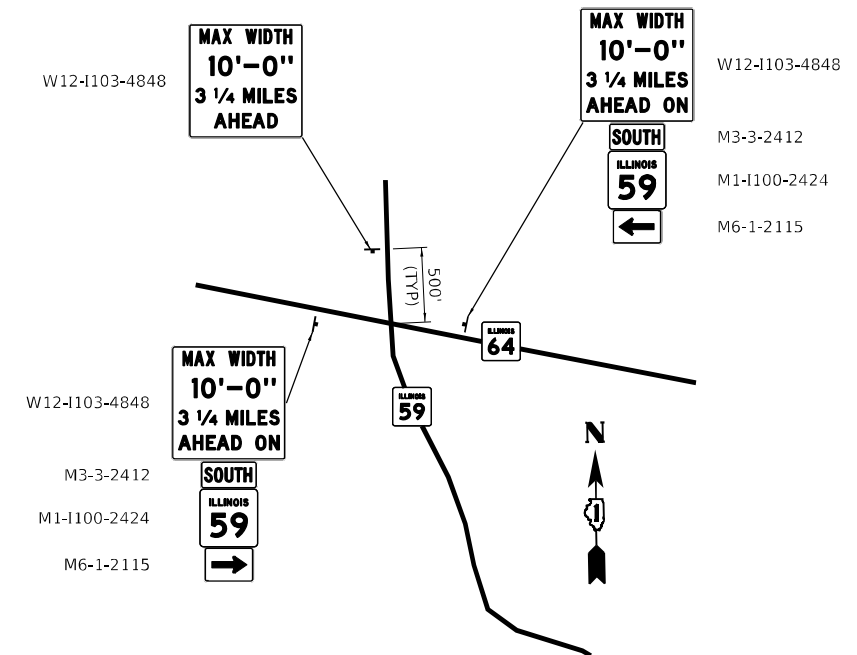 MAX WIDTH
10'-0"
3 1/4 MILES
AHEAD
W12-I103-4848
MAX WIDTH
10'-0"
3 1/4 MILES
AHEAD ON
W12-I103-4848
SOUTH
M3-3-2412
ILLINOIS
59
M1-I100-2424
M6-1-2115
500'
(TYP)
ILLINOIS
64
ILLINOIS
59
MAX WIDTH
10'-0"
3 1/4 MILES
AHEAD ON
W12-I103-4848
SOUTH
M3-3-2412
ILLINOIS
59
M1-I100-2424
M6-1-2115
N
1